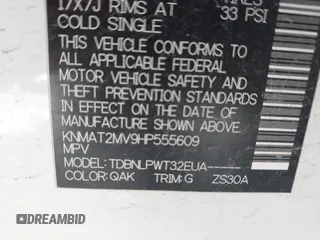 17X7J RIMS AT
33 PSI
COLD SINGLE
THIS VEHICLE CONFORMS TO
ALL APPLICABLE FEDERAL
MOTOR VEHICLE SAFETY AND
THEFT PREVENTION STANDARDS
IN EFFECT ON THE DATE OF
MANUFACTURE SHOWN ABOVE.
KNMAT2MV9HP555609
MPV
MODEL: TDBNLPWT32EUA-----
COLOR: QAK TRIM: G ZS30A